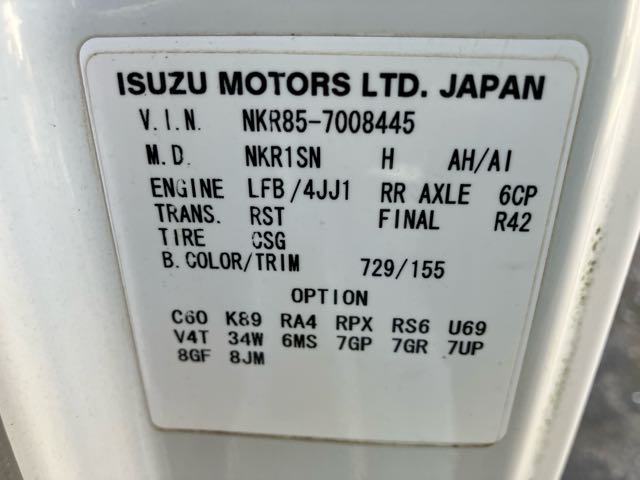 ISUZU MOTORS LTD. JAPAN
V.I.N. NKR85-7008445
M.D. NKR1SN H AH/AI
ENGINE LFB/4JJ1 RR AXLE 6CP
TRANS. RST FINAL R42
TIRE CSG
B.COLOR/TRIM 729/155
OPTION
C60 K89 RA4 RPX RS6 U69
V4T 34W 6MS 7GP 7GR 7UP
8GF 8JM